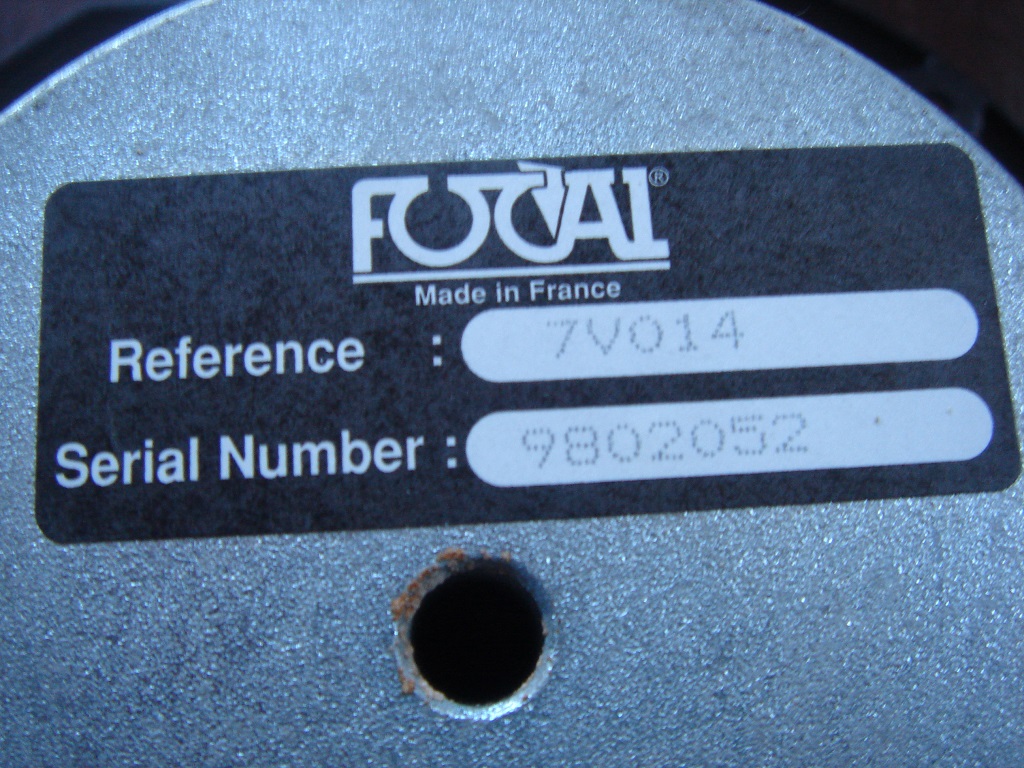 FOCAL®
Made in France
Reference : 7V014
Serial Number : 9802052